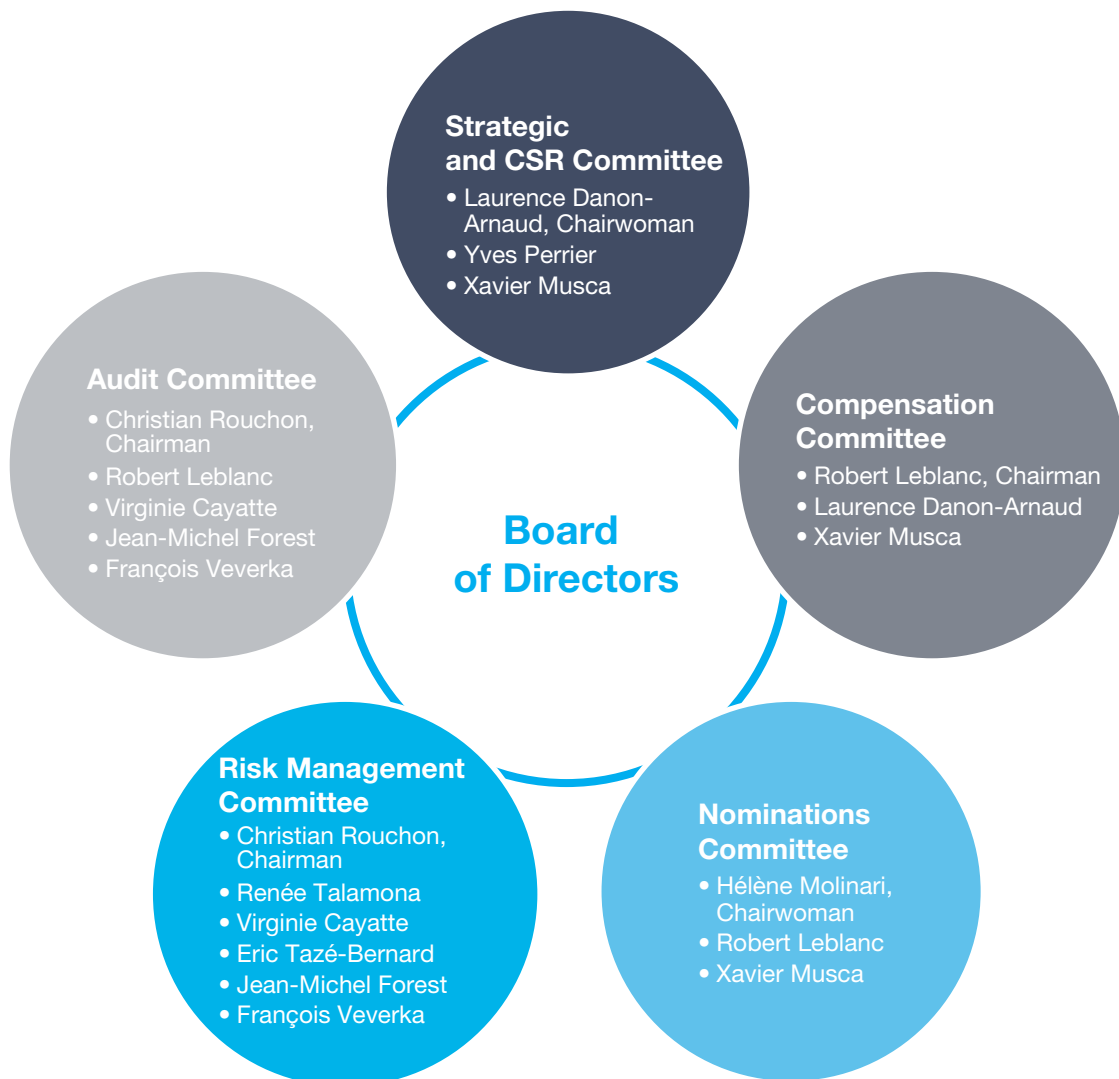 Strategic
and CSR Committee
• Laurence Danon-
Arnaud, Chairwoman
• Yves Perrier
• Xavier Musca
Audit Committee
• Christian Rouchon,
Chairman
• Robert Leblanc
• Virginie Cayatte
• Jean-Michel Forest
• François Veverka
Compensation
Committee
• Robert Leblanc, Chairman
• Laurence Danon-Arnaud
• Xavier Musca
Board
of Directors
Risk Management
Committee
• Christian Rouchon,
Chairman
• Renée Talamona
• Virginie Cayatte
• Eric Tazé-Bernard
• Jean-Michel Forest
• François Veverka
Nominations
Committee
• Hélène Molinari,
Chairwoman
• Robert Leblanc
• Xavier Musca